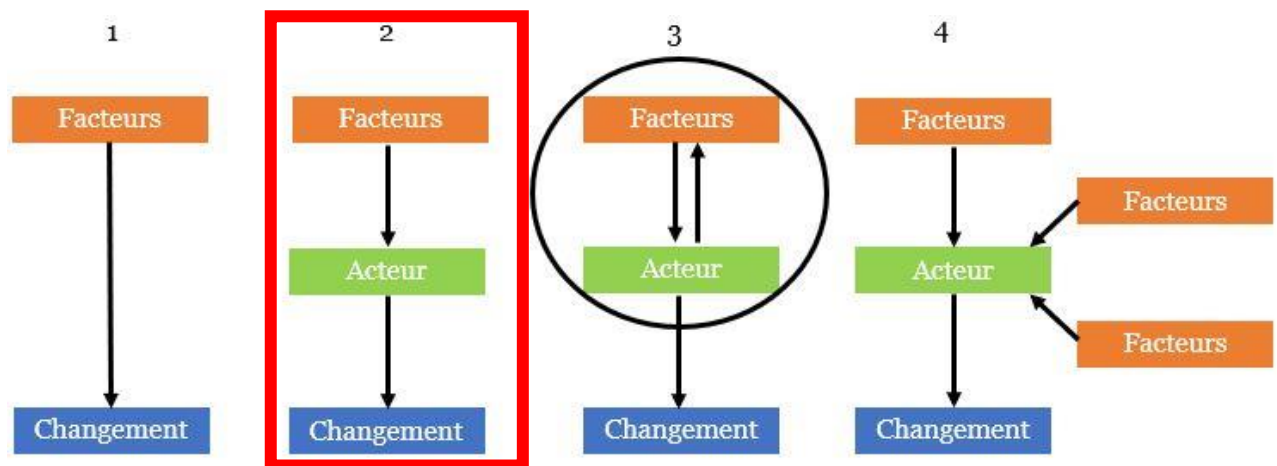 1
2
3
4
Facteurs
Facteurs
Facteurs
Facteurs
Facteurs
Acteur
Acteur
Acteur
Facteurs
Changement
Changement
Changement
Changement